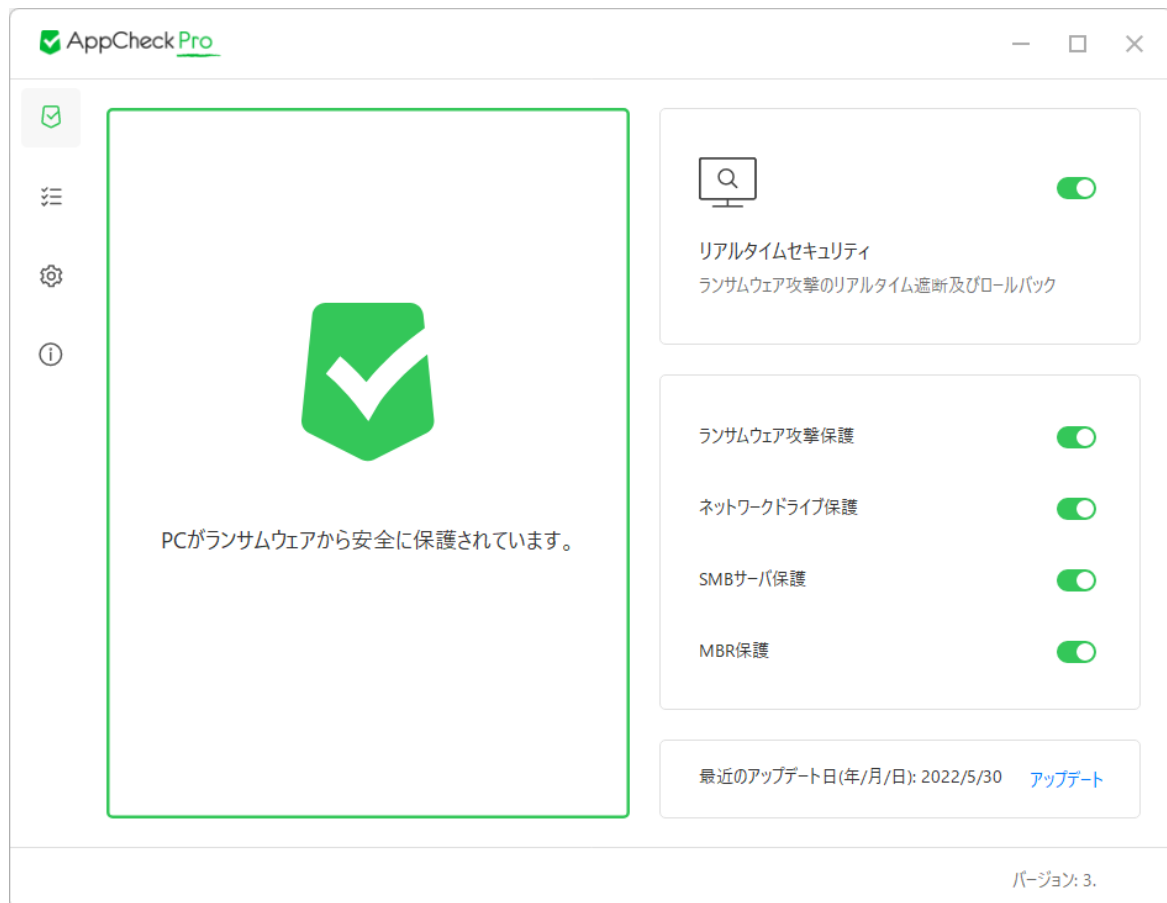 AppCheck Pro
PCがランサムウェアから安全に保護されています。
リアルタイムセキュリティ
ランサムウェア攻撃のリアルタイム遮断及びロールバック
ランサムウェア攻撃保護
ネットワークドライブ保護
SMBサーバ保護
MBR保護
最近のアップデート日(年/月/日): 2022/5/30 アップデート
バージョン: 3.